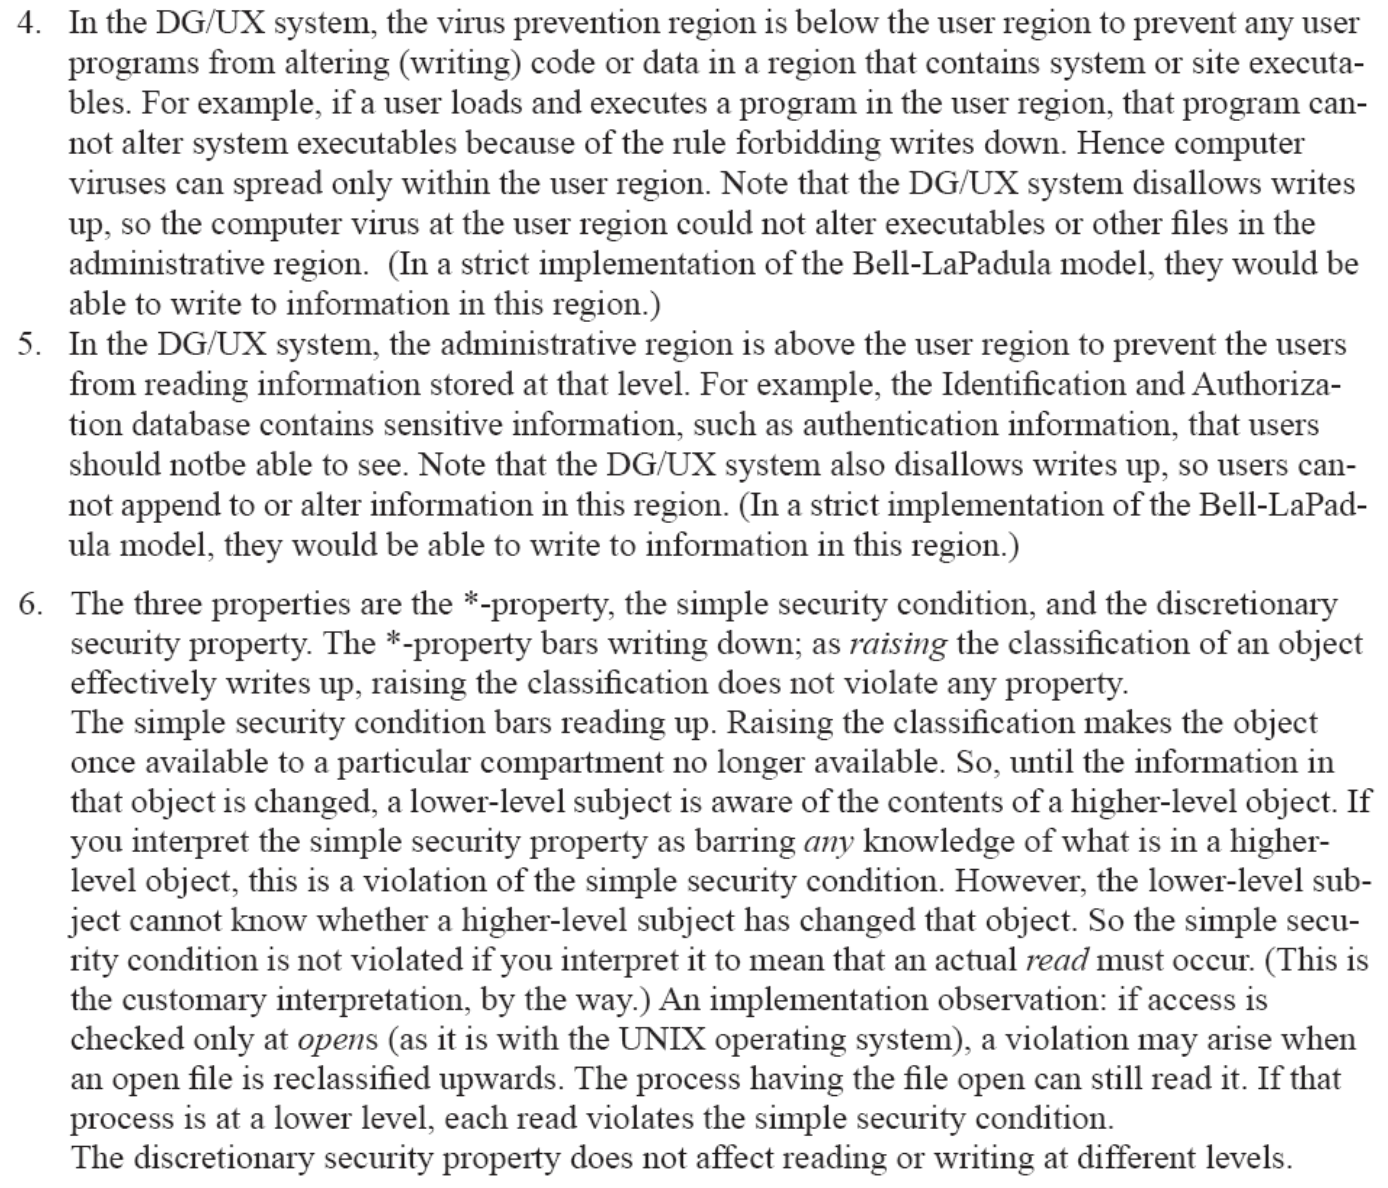 4. In the DG/UX system, the virus prevention region is below the user region to prevent any user
programs from altering (writing) code or data in a region that contains system or site executa-
bles. For example, if a user loads and executes a program in the user region, that program can-
not alter system executables because of the rule forbidding writes down. Hence computer
viruses can spread only within the user region. Note that the DG/UX system disallows writes
up, so the computer virus at the user region could not alter executables or other files in the
administrative region. (In a strict implementation of the Bell-LaPadula model, they would be
able to write to information in this region.)
5. In the DG/UX system, the administrative region is above the user region to prevent the users
from reading information stored at that level. For example, the Identification and Authoriza-
tion database contains sensitive information, such as authentication information, that users
should notbe able to see. Note that the DG/UX system also disallows writes up, so users can-
not append to or alter information in this region. (In a strict implementation of the Bell-LaPad-
ula model, they would be able to write to information in this region.)
6. The three properties are the *-property, the simple security condition, and the discretionary
security property. The *-property bars writing down; as raising the classification of an object
effectively writes up, raising the classification does not violate any property.
The simple security condition bars reading up. Raising the classification makes the object
once available to a particular compartment no longer available. So, until the information in
that object is changed, a lower-level subject is aware of the contents of a higher-level object. If
you interpret the simple security property as barring any knowledge of what is in a higher-
level object, this is a violation of the simple security condition. However, the lower-level sub-
ject cannot know whether a higher-level subject has changed that object. So the simple secu-
rity condition is not violated if you interpret it to mean that an actual read must occur. (This is
the customary interpretation, by the way.) An implementation observation: if access is
checked only at opens (as it is with the UNIX operating system), a violation may arise when
an open file is reclassified upwards. The process having the file open can still read it. If that
process is at a lower level, each read violates the simple security condition.
The discretionary security property does not affect reading or writing at different levels.